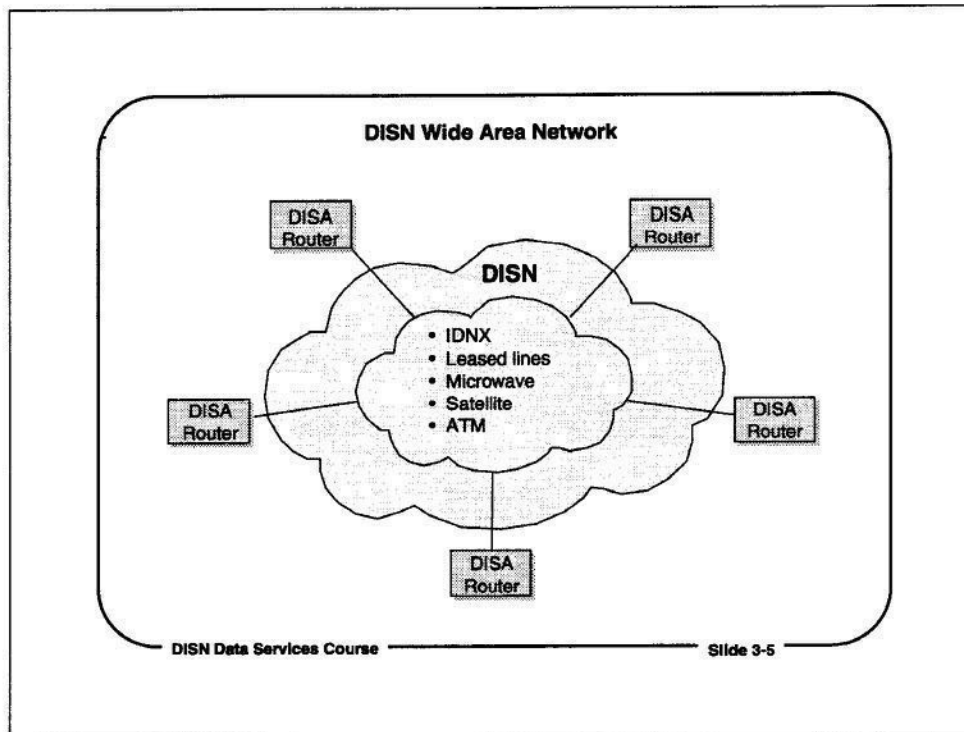 DISN Wide Area Network
DISA
Router
DISA
Router
DISN
• IDNX
• Leased lines
• Microwave
• Satellite
• ATM
DISA
Router
DISA
Router
DISA
Router
DISN Data Services Course
Slide 3-5